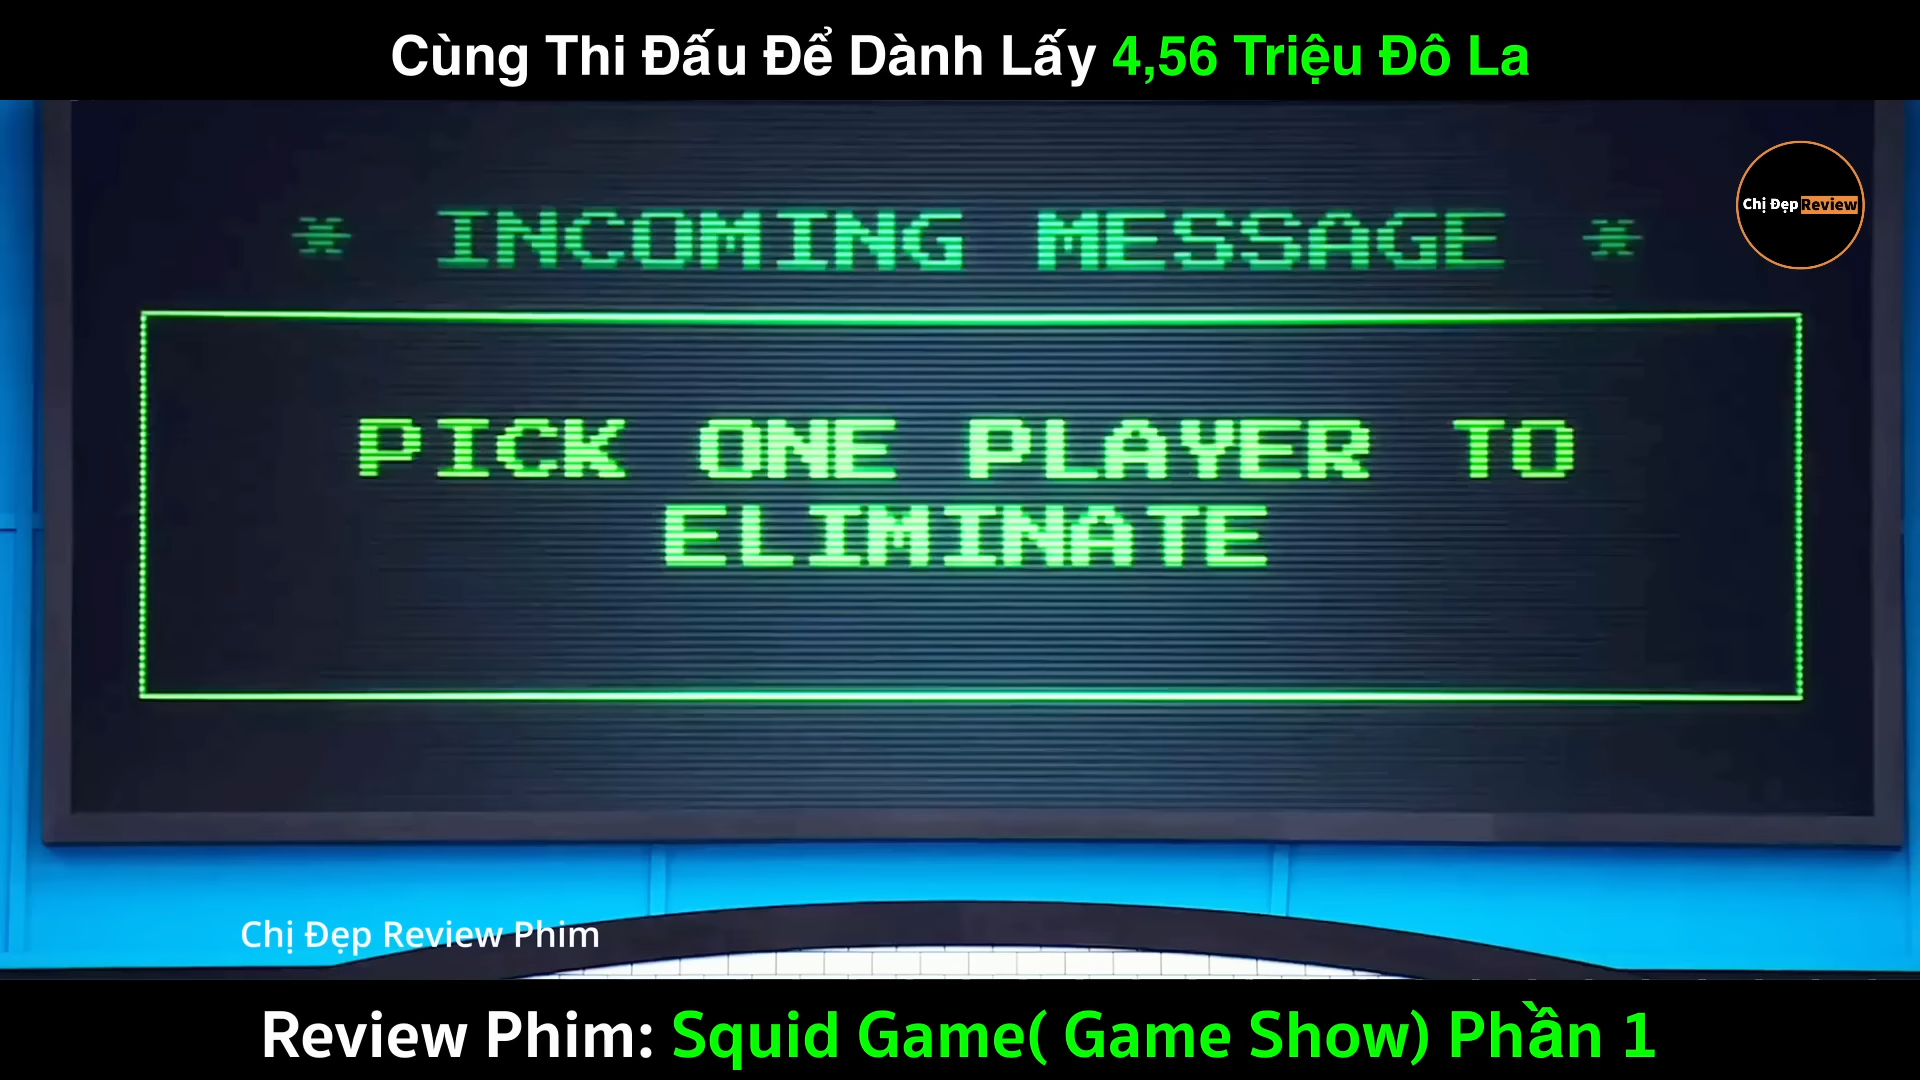 Cùng Thi Đấu Để Dành Lấy 4,56 Triệu Đô La
* INCOMING MESSAGE *
Chị Đẹp Review
PICK ONE PLAYER TO
ELIMINATE
Chị Đẹp Review Phim
Review Phim: Squid Game( Game Show) Phần 1